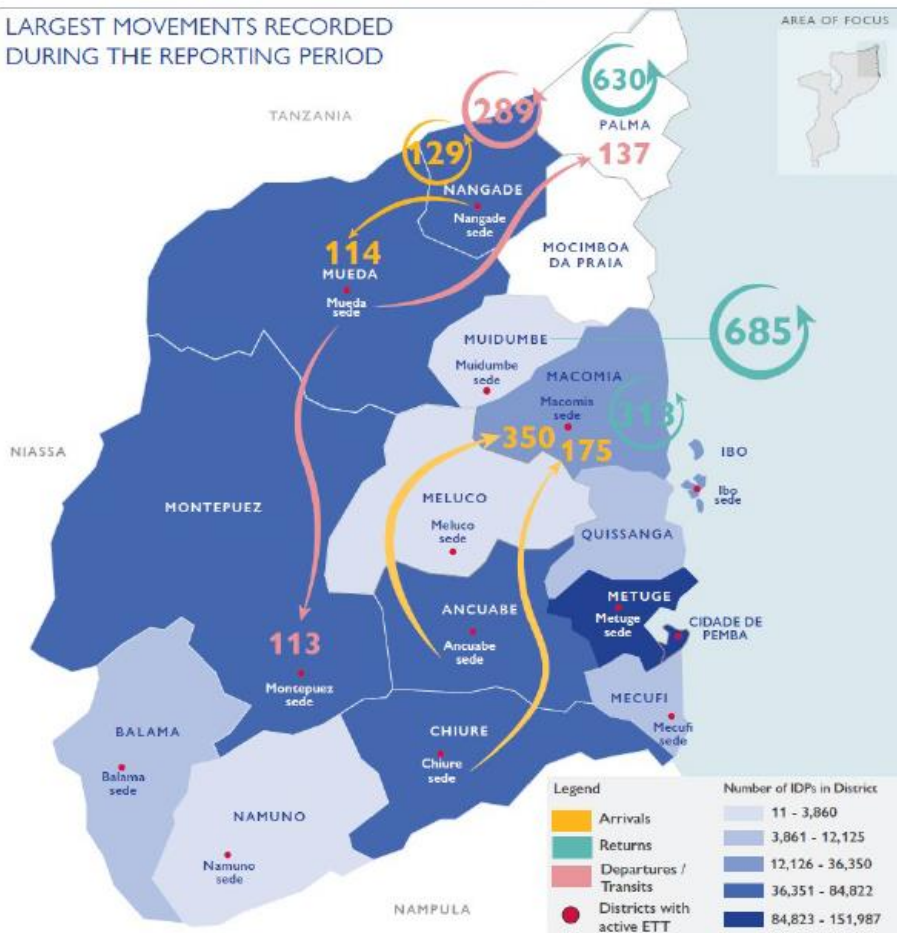 LARGEST MOVEMENTS RECORDED
DURING THE REPORTING PERIOD
AREA OF FOCUS
TANZANIA
289
630
PALMA
129
137
NANGADE
Nangade
sede
114
MUEDA
Mueda
sede
MOCIMBOA
DA PRAIA
MUIDUMBE
685
Muidumbe
sede
MACOMIA
Macomia
sede
313
350
175
NIASSA
IBO
Ibo
sede
MONTEPUEZ
MELUCO
Meluco
sede
QUISSANGA
METUGE
Metuge
sede
CIDADE DE
PEMBA
ANCUABE
Ancuabe
sede
113
Montepuez
sede
MECUFI
Mecufi
sede
BALAMA
Balama
sede
CHIURE
Chiure
sede
NAMUNO
Namuno
sede
NAMPULA
Legend
Arrivals
Returns
Departures /
Transits
Districts with
active ETT
Number of IDPs in District
11 - 3,860
3,861 - 12,125
12,126 - 36,350
36,351 - 84,822
84,823 - 151,987